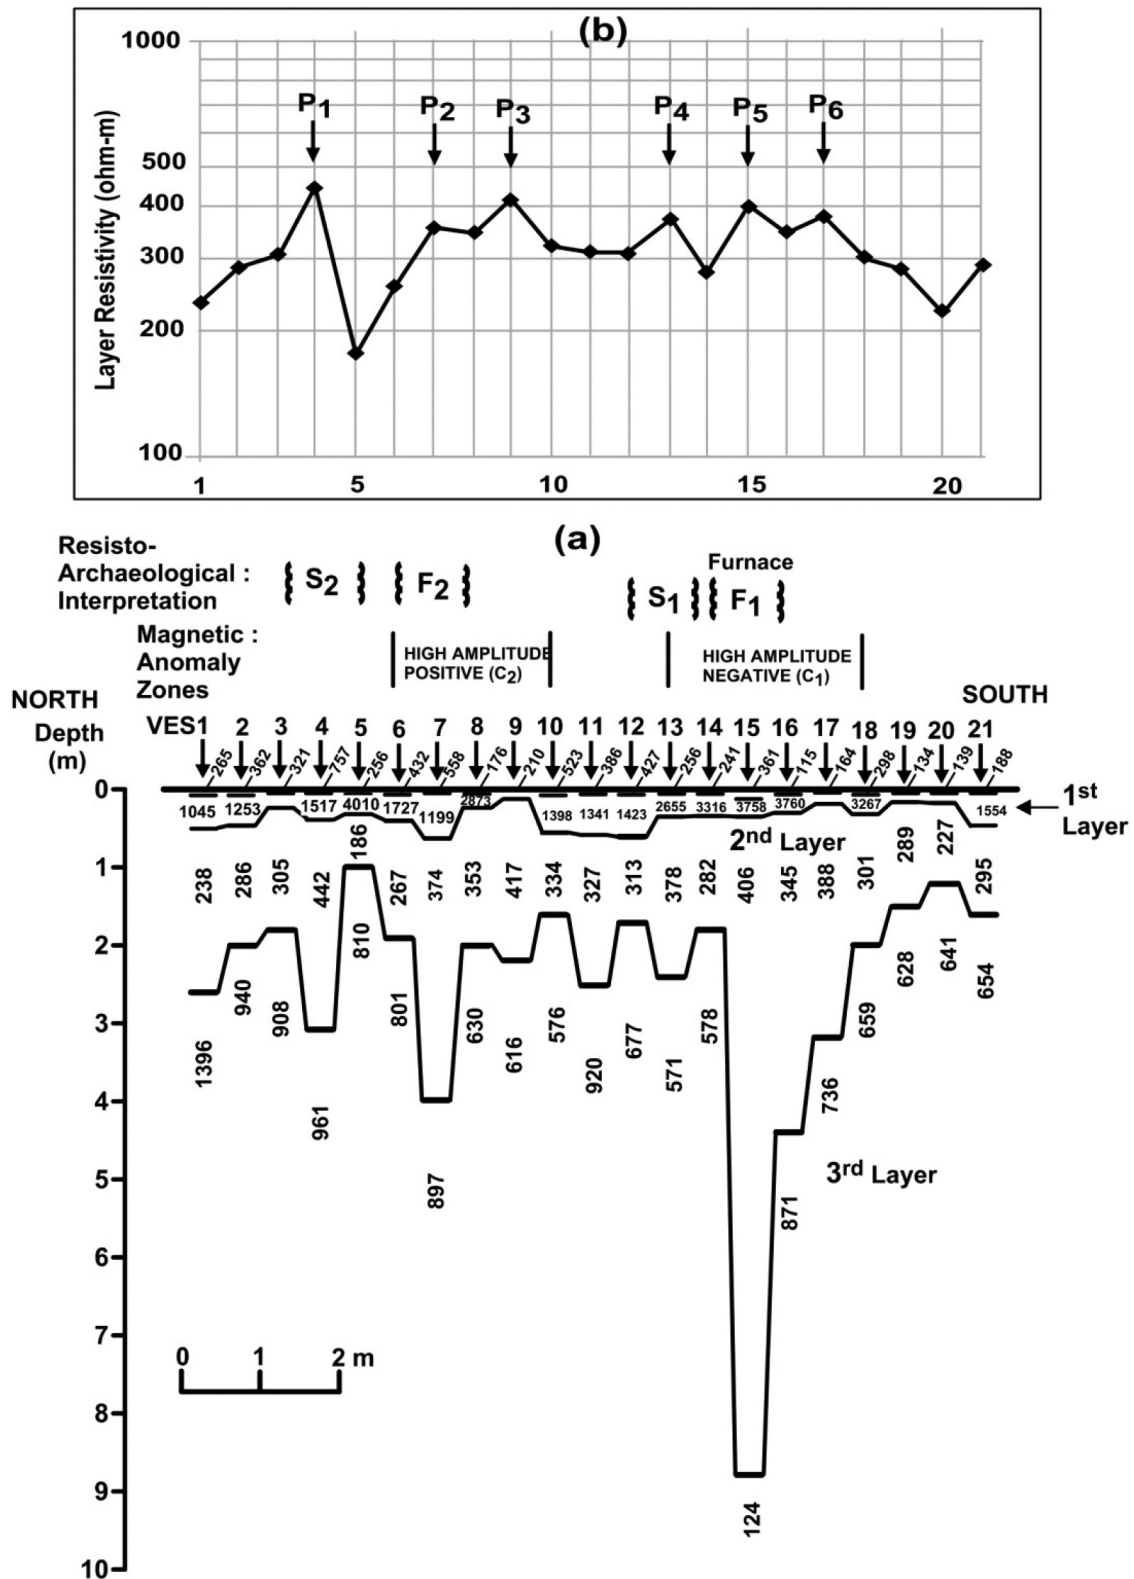 (b)
1000
P1 P2 P3 P4 P5 P6
500
400
300
200
100
Layer Resistivity (ohm-m)
1 5 10 15 20
(a)
Resisto-
Archaeological :
Interpretation
S2 F2 S1 F1
Furnace
Magnetic :
Anomaly
Zones
HIGH AMPLITUDE
POSITIVE (C2)
HIGH AMPLITUDE
NEGATIVE (C1)
NORTH
SOUTH
Depth
(m)
VES1 2 3 4 5 6 7 8 9 10 11 12 13 14 15 16 17 18 19 20 21
265 362 321 757 256 432 558 176 210 523 386 427 256 241 361 115 164 298 134 139 188
1045 1253 1517 4010 1727 1199 2873 1398 1341 1423 2655 3316 3758 3760 3267 1554
1st
Layer
2nd Layer
238 286 305 442 186 267 374 353 417 334 327 313 378 282 406 345 388 301 289 227 295
1396 940 908 961 810 801 897 630 616 576 920 677 571 578 124 871 736 659 628 641 654
3rd Layer
0
1
2
3
4
5
6
7
8
9
10
0 1 2 m